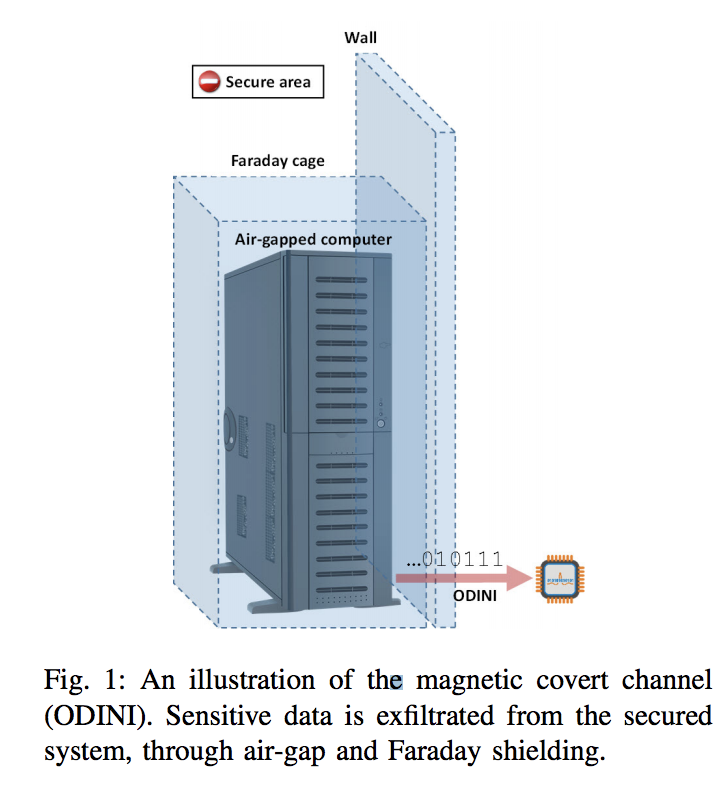 Wall
Secure area
Faraday cage
Air-gapped computer
...010111
ODINI
Fig. 1: An illustration of the magnetic covert channel
(ODINI). Sensitive data is exfiltrated from the secured
system, through air-gap and Faraday shielding.